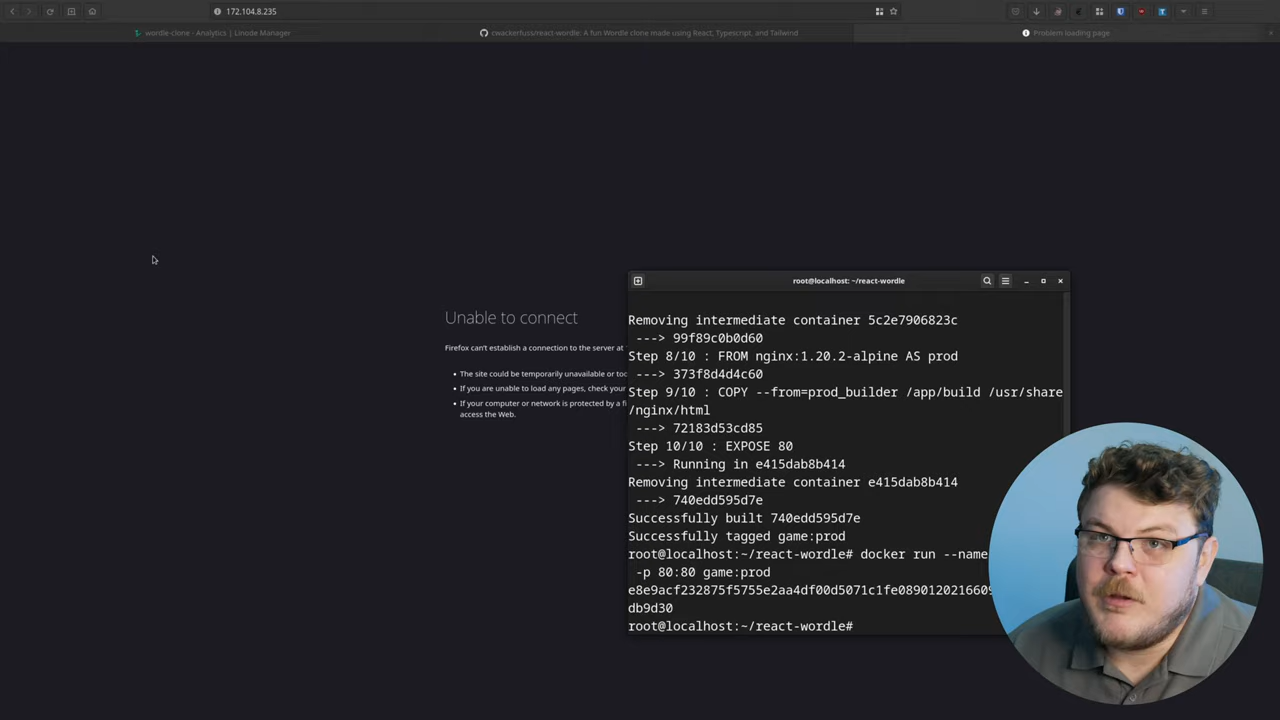 172.104.8.235
wordle-clone - Analytics | Linode Manager
cwackerfuss/react-wordle: A fun Wordle clone made using React, Typescript, and Tailwind
Problem loading page
Unable to connect
Firefox can't establish a connection to the server at
The site could be temporarily unavailable or too
If you are unable to load any pages, check your
If your computer or network is protected by a
access the Web.
root@localhost: ~/react-wordle
Removing intermediate container 5c2e7906823c
---> 99f89c0b0d60
Step 8/10 : FROM nginx:1.20.2-alpine AS prod
---> 373f8d4d4c60
Step 9/10 : COPY --from=prod_builder /app/build /usr/share
/nginx/html
---> 72183d53cd85
Step 10/10 : EXPOSE 80
---> Running in e415dab8b414
Removing intermediate container e415dab8b414
---> 740edd595d7e
Successfully built 740edd595d7e
Successfully tagged game:prod
root@localhost:~/react-wordle# docker run --name
-p 80:80 game:prod
e8e9acf232875f5755e2aa4df00d5071c1fe0890120216609
db9d30
root@localhost:~/react-wordle#